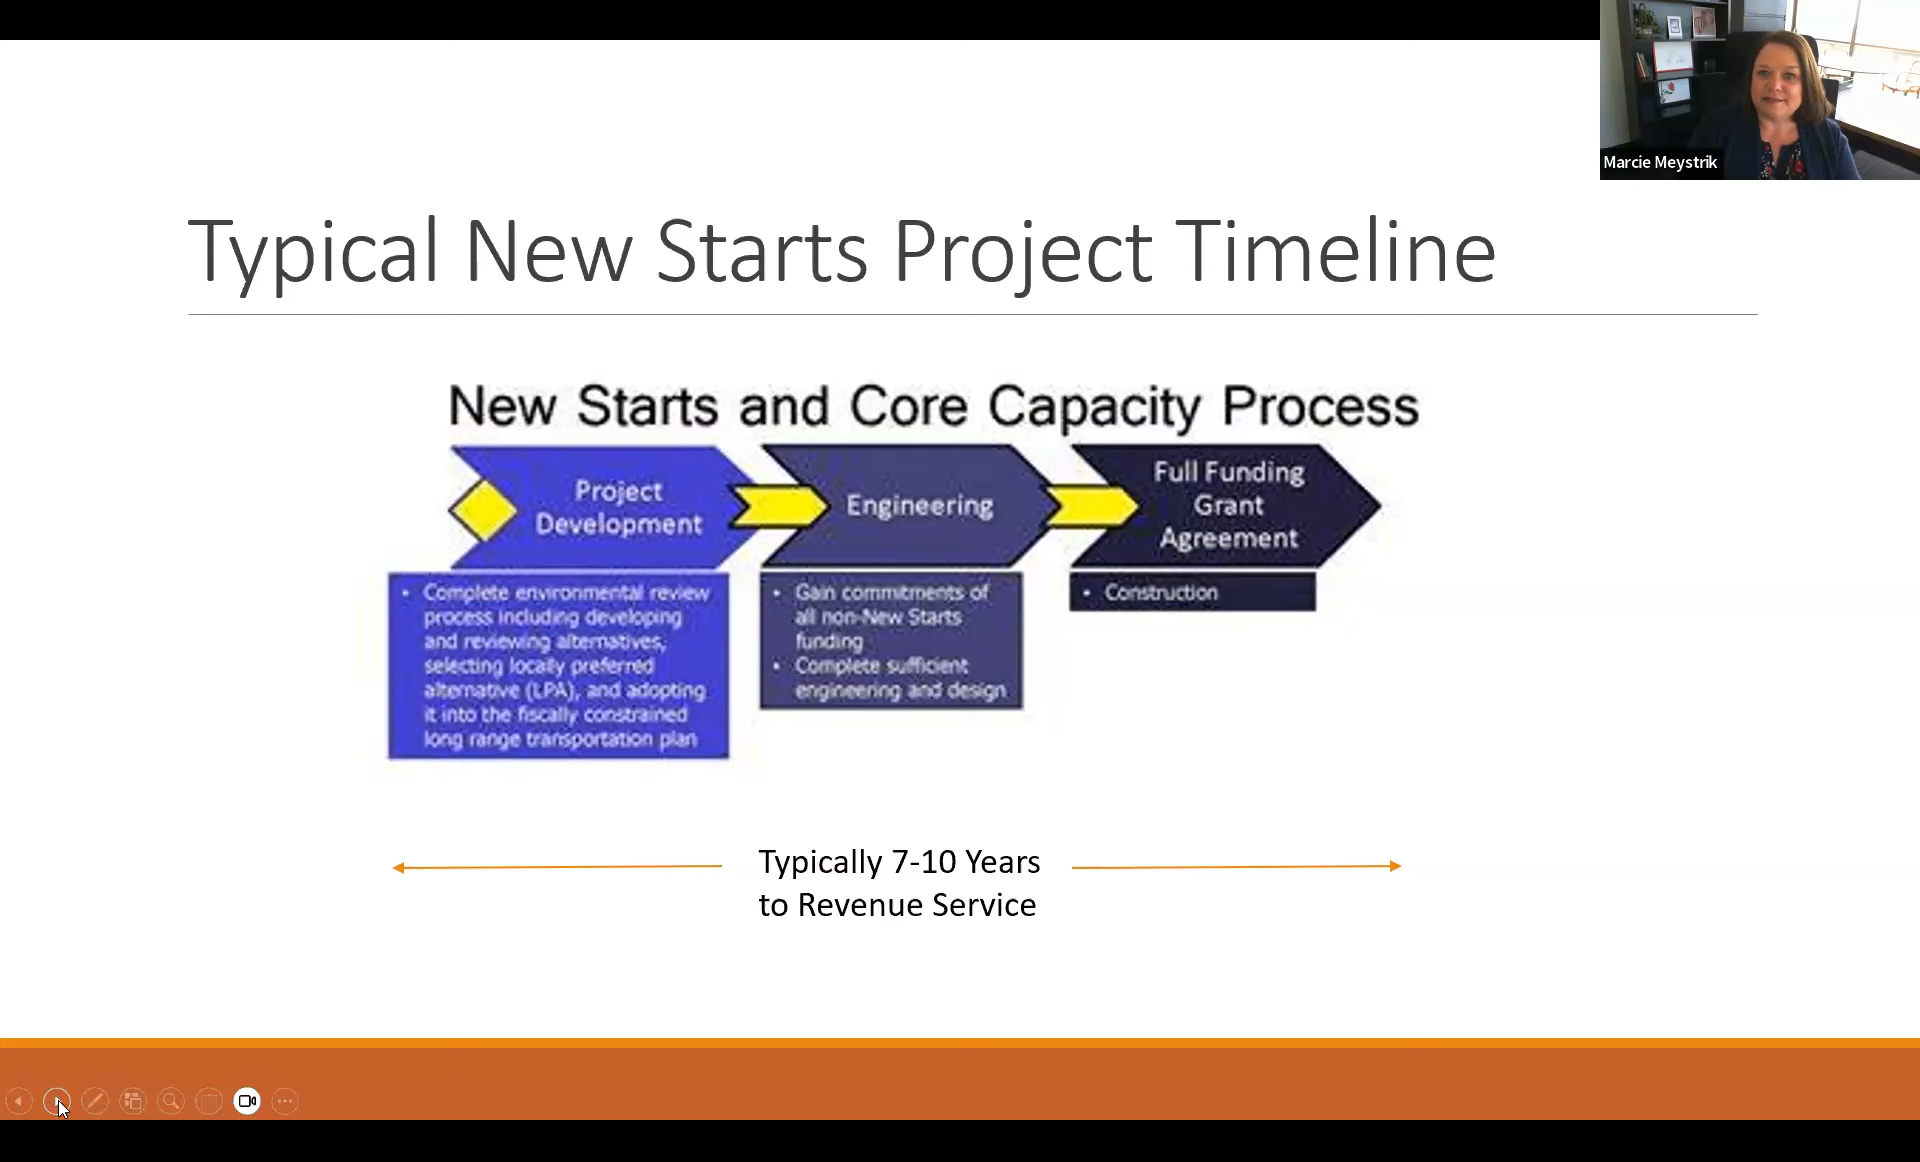 Marcie Meystrik
Typical New Starts Project Timeline
New Starts and Core Capacity Process
Project
Development
• Complete environmental review
process including developing
and reviewing alternatives,
selecting locally preferred
alternative (LPA), and adopting
it into the fiscally constrained
long range transportation plan
Engineering
• Gain commitments of
all non-New Starts
funding
• Complete sufficient
engineering and design
Full Funding
Grant
Agreement
• Construction
Typically 7-10 Years
to Revenue Service